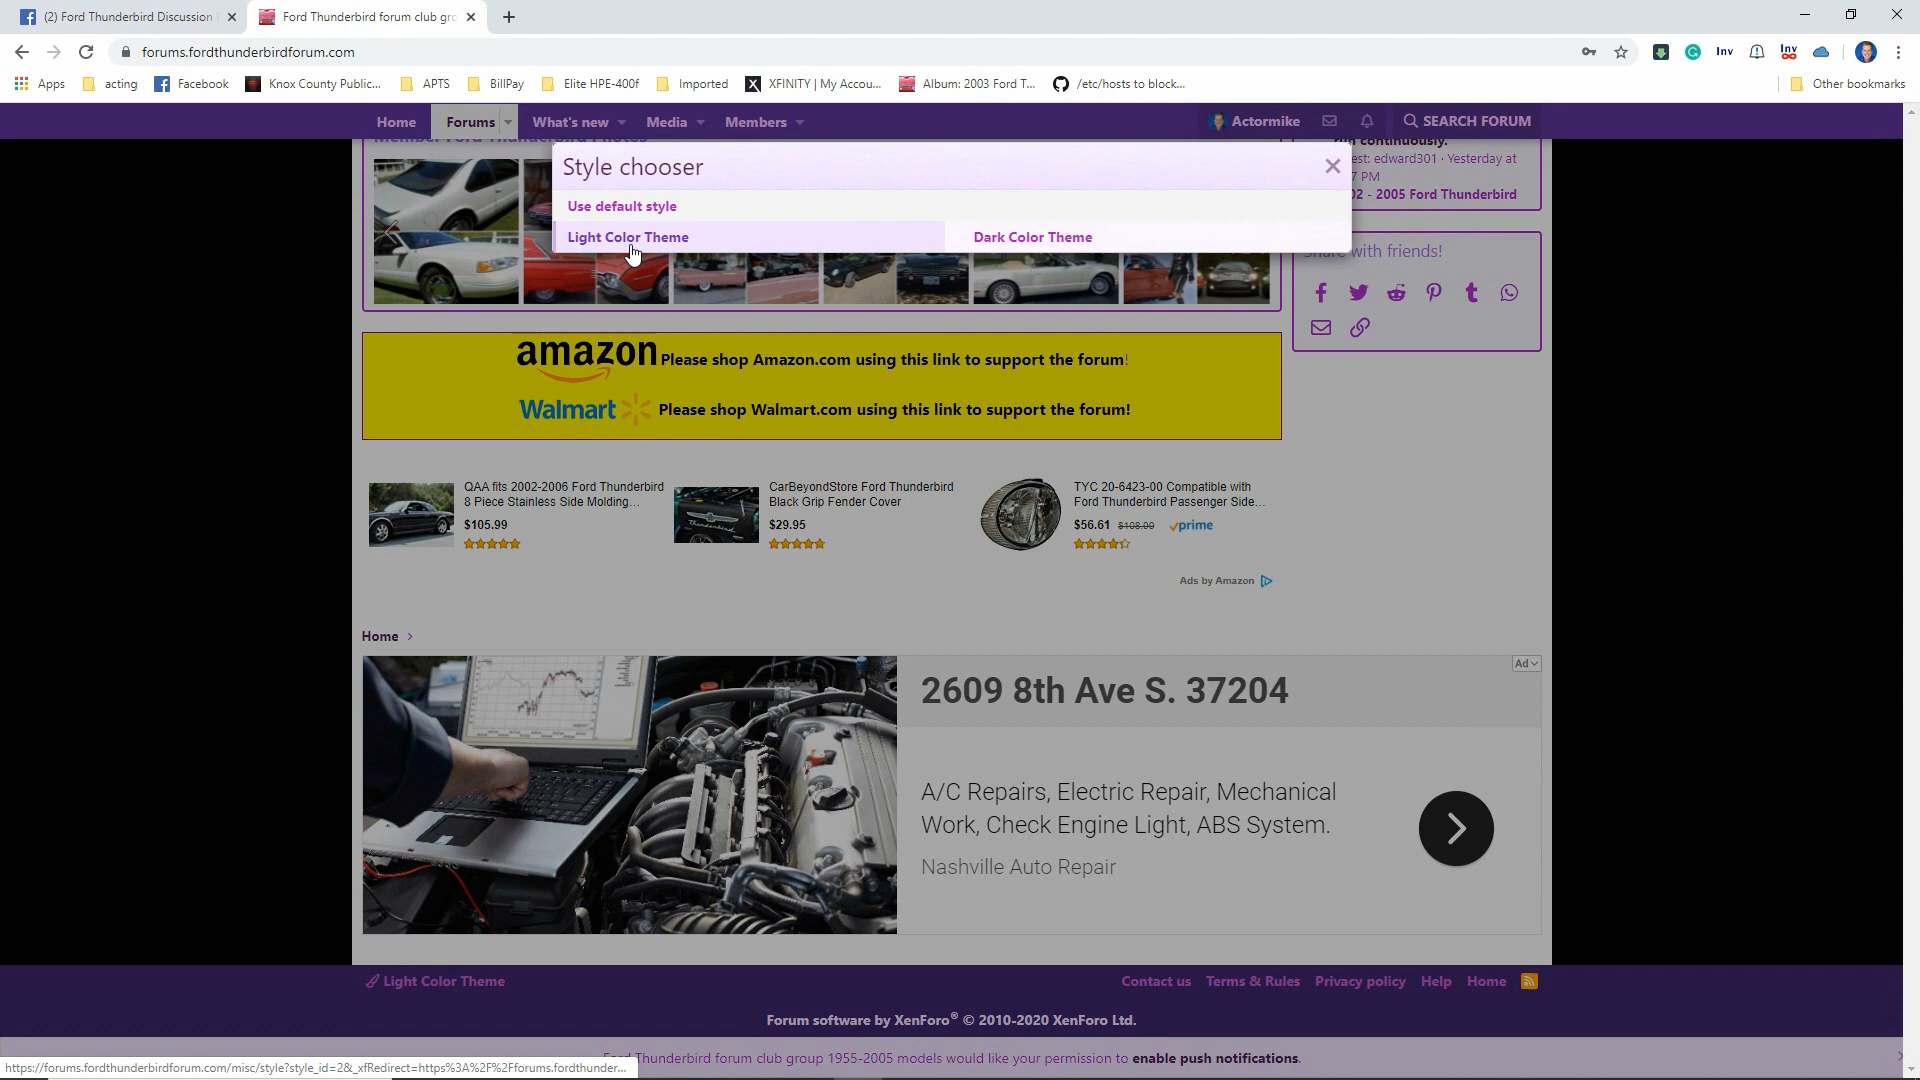 (2) Ford Thunderbird Discussion
Ford Thunderbird forum club gro
forums.fordthunderbirdforum.com
Inv
Inv
Apps
acting
Facebook
Knox County Public...
APTS
BillPay
Elite HPE-400f
Imported
XFINITY | My Accou...
Album: 2003 Ford T...
/etc/hosts to block...
Other bookmarks
Home
Forums
What's new
Media
Members
Actormike
SEARCH FORUM
continuously.
est: edward301 · Yesterday at
7 PM
02 - 2005 Ford Thunderbird
Style chooser
Use default style
Light Color Theme
Dark Color Theme
Share with friends!
amazon Please shop Amazon.com using this link to support the forum!
Walmart Please shop Walmart.com using this link to support the forum!
QAA fits 2002-2006 Ford Thunderbird
8 Piece Stainless Side Molding...
$105.99
CarBeyondStore Ford Thunderbird
Black Grip Fender Cover
$29.95
TYC 20-6423-00 Compatible with
Ford Thunderbird Passenger Side...
$56.61 $108.00 prime
Ads by Amazon
Home
Ad
2609 8th Ave S. 37204
A/C Repairs, Electric Repair, Mechanical
Work, Check Engine Light, ABS System.
Nashville Auto Repair
Light Color Theme
Contact us
Terms & Rules
Privacy policy
Help
Home
Forum software by XenForo® © 2010-2020 XenForo Ltd.
Ford Thunderbird forum club group 1955-2005 models would like your permission to enable push notifications.
https://forums.fordthunderbirdforum.com/misc/style?style_id=2&_xfRedirect=https%3A%2F%2Fforums.fordthunder...